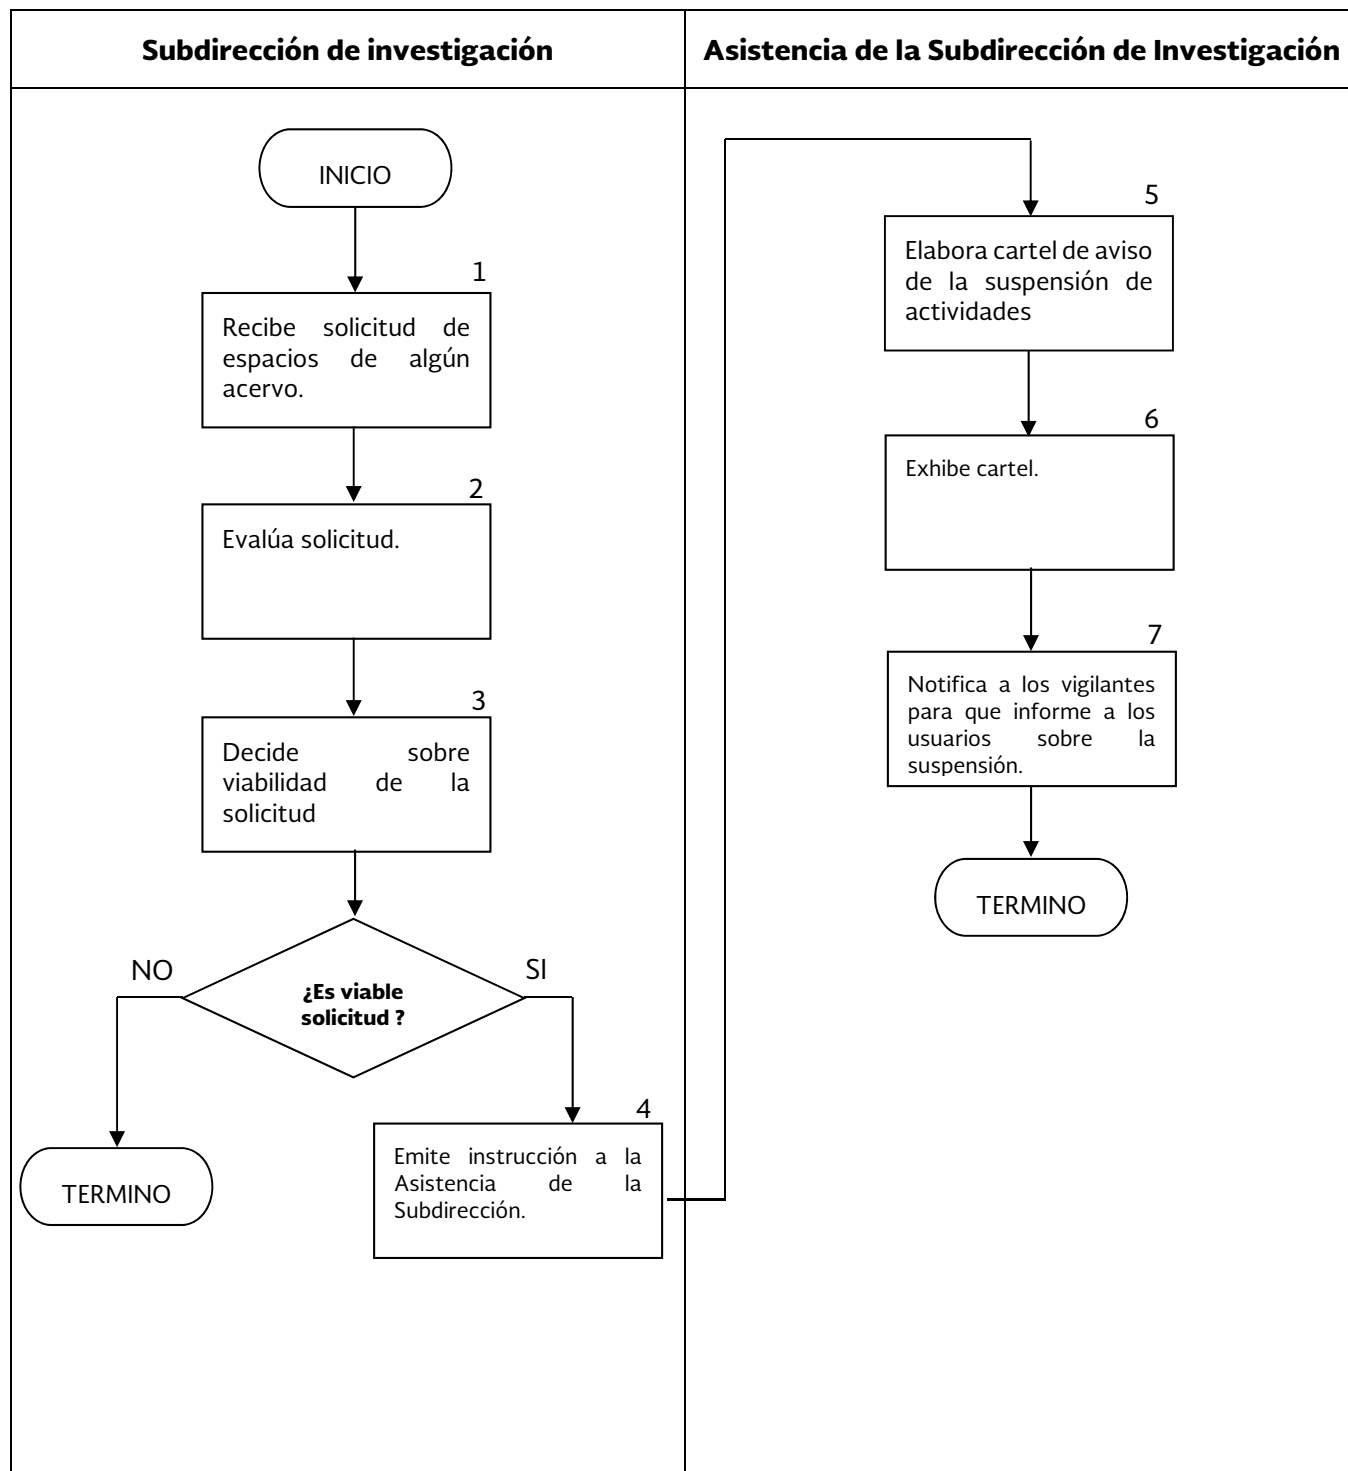 Subdirección de investigación
Asistencia de la Subdirección de Investigación
INICIO
1
Recibe solicitud de
espacios de algún
acervo.
2
Evalúa solicitud.
3
Decide sobre
viabilidad de la
solicitud
NO
SI
¿Es viable
solicitud ?
TERMINO
4
Emite instrucción a la
Asistencia de la
Subdirección.
5
Elabora cartel de aviso
de la suspensión de
actividades
6
Exhibe cartel.
7
Notifica a los vigilantes
para que informe a los
usuarios sobre la
suspensión.
TERMINO